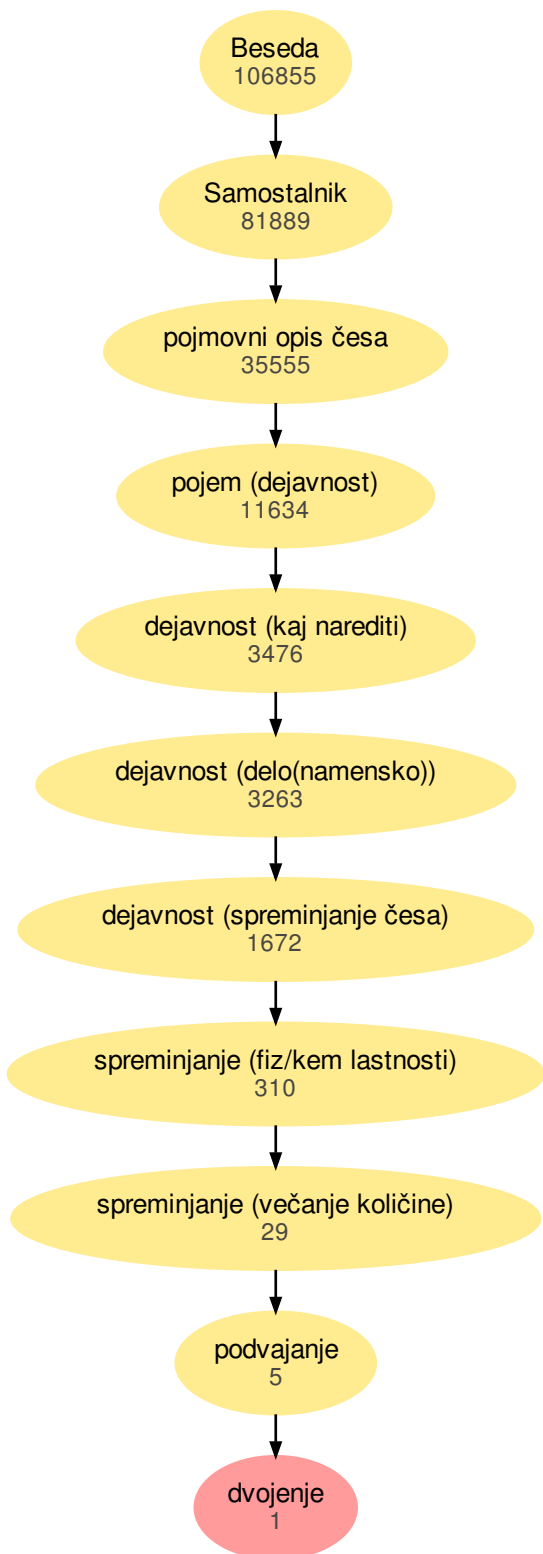 Beseda
106855
Samostalnik
81889
pojmovni opis česa
35555
pojem (dejavnost)
11634
dejavnost (kaj narediti)
3476
dejavnost (delo(namensko))
3263
dejavnost (spreminjanje česa)
1672
spreminjanje (fiz/kem lastnosti)
310
spreminjanje (večanje količine)
29
podvajanje
5
dvojenje
1